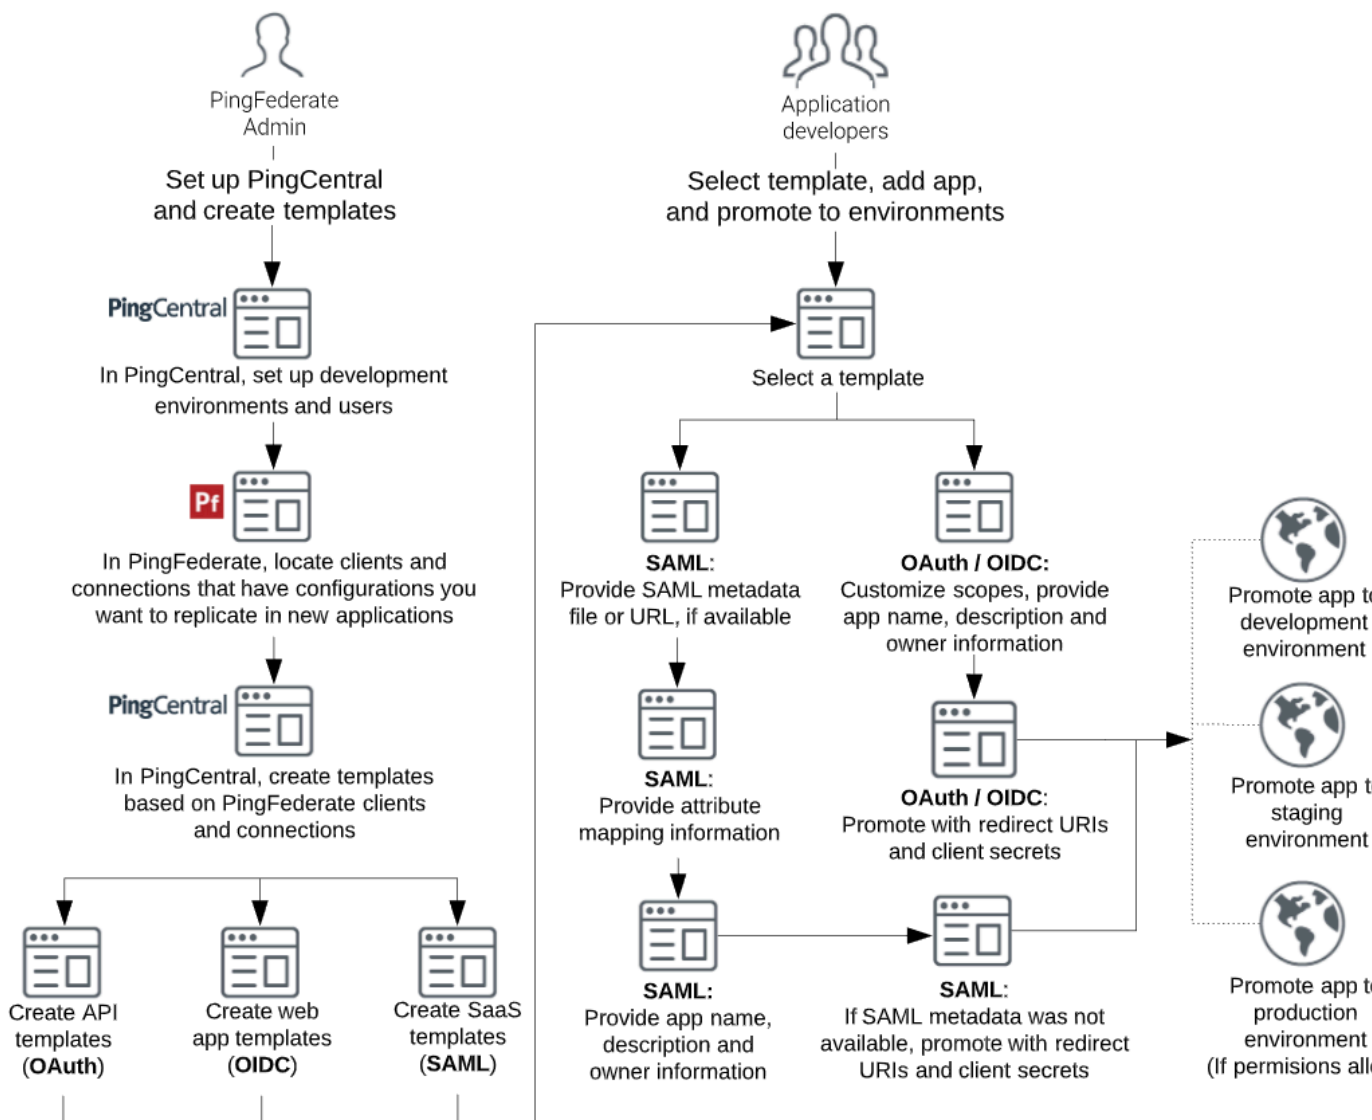 PingFederate
Admin
Set up PingCentral
and create templates
PingCentral
In PingCentral, set up development
environments and users
Pf
In PingFederate, locate clients and
connections that have configurations you
want to replicate in new applications
PingCentral
In PingCentral, create templates
based on PingFederate clients
and connections
Create API
templates
(OAuth)
Create web
app templates
(OIDC)
Create SaaS
templates
(SAML)
Application
developers
Select template, add app,
and promote to environments
Select a template
SAML:
Provide SAML metadata
file or URL, if available
SAML:
Provide attribute
mapping information
SAML:
Provide app name,
description and
owner information
OAuth / OIDC:
Customize scopes, provide
app name, description and
owner information
OAuth / OIDC:
Promote with redirect URIs
and client secrets
SAML:
If SAML metadata was not
available, promote with redirect
URIs and client secrets
Promote app
development
environment
Promote app
staging
environment
Promote app
production
environment
(If permisions